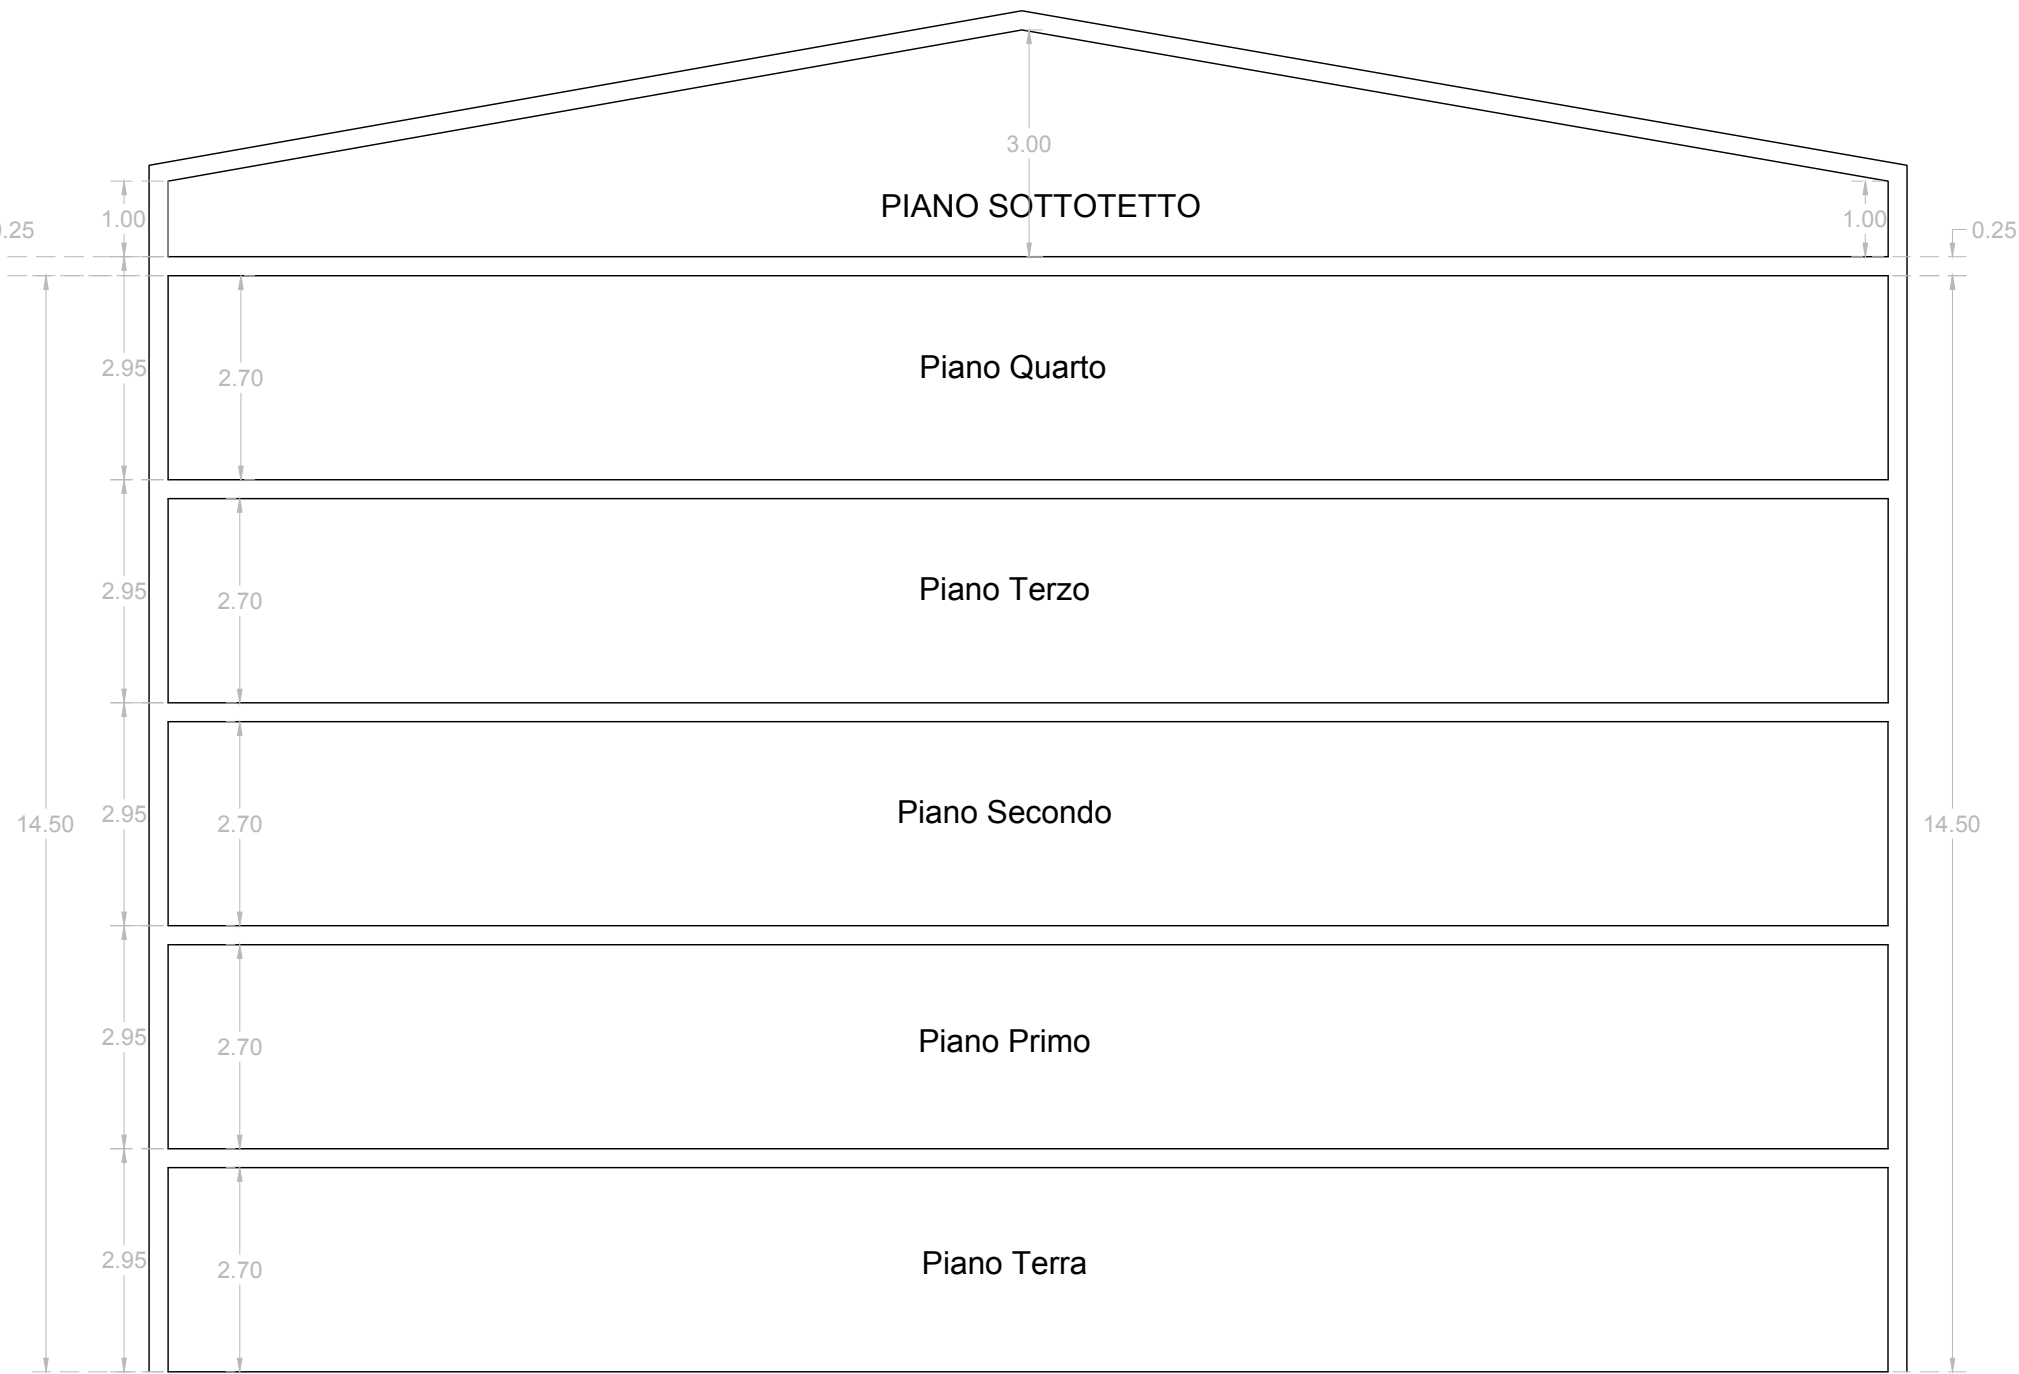 3.00
PIANO SOTTOTETTO
1.00
1.00
.25
0.25
Piano Quarto
2.95
2.70
Piano Terzo
2.95
2.70
Piano Secondo
14.50
2.95
2.70
14.50
Piano Primo
2.95
2.70
Piano Terra
2.95
2.70